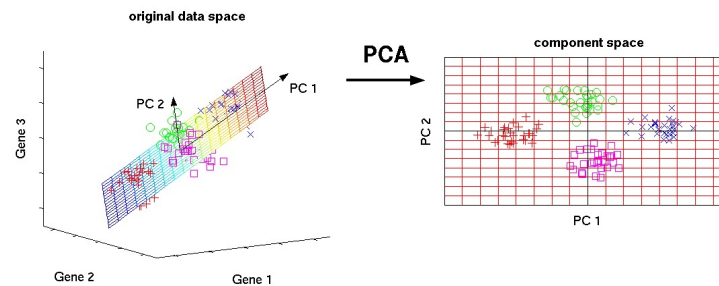 original data space
PCA
component space
PC 1
PC 2
Gene 3
PC 2
Gene 2
Gene 1
PC 1